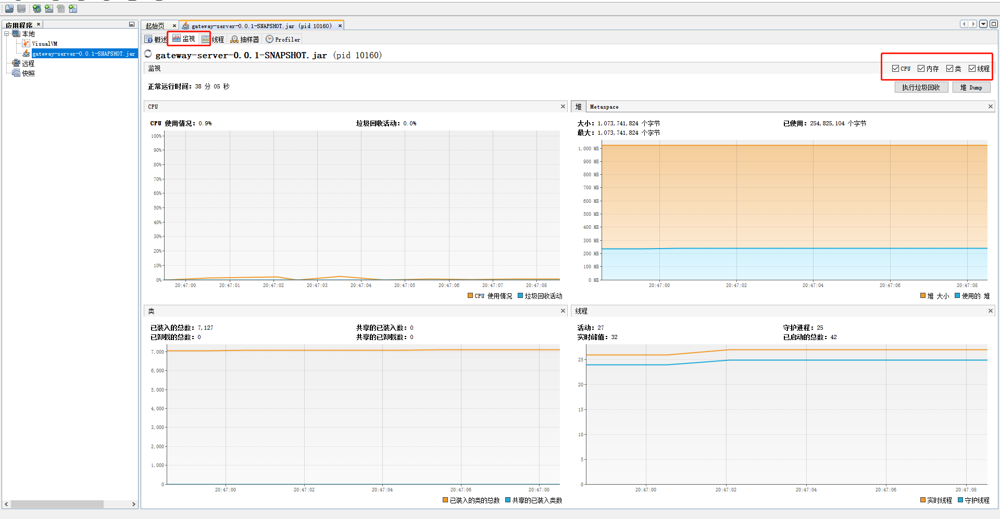 应用程序
本地
VisualVM
gateway-server-0.0.1-SNAPSHOT.jar
远程
快照
起始页
gateway-server-0.0.1-SNAPSHOT.jar (pid 10160)
概述 监视 线程 抽样器 Profiler
gateway-server-0.0.1-SNAPSHOT.jar (pid 10160)
监视
CPU 内存 类 线程
正常运行时间: 38 分 05 秒
执行垃圾回收 堆 Dump
CPU
CPU 使用情况: 0.9% 垃圾回收活动: 0.0%
100%
90%
80%
70%
60%
50%
40%
30%
20%
10%
0%
20:47:00 20:47:01 20:47:02 20:47:03 20:47:04 20:47:05 20:47:06 20:47:07 20:47:08
CPU 使用情况 垃圾回收活动
堆 Metaspace
大小: 1,073,741,824 个字节 已使用: 254,825,104 个字节
最大: 1,073,741,824 个字节
1,000 MB
900 MB
800 MB
700 MB
600 MB
500 MB
400 MB
300 MB
200 MB
100 MB
0 MB
20:47:00 20:47:02 20:47:04 20:47:06 20:47:08
堆 大小 使用的 堆
类
已装入的总数: 7,127 共享的已装入数: 0
已卸载的总数: 0 共享的已卸载数: 0
7,000
6,000
5,000
4,000
3,000
2,000
1,000
0
20:47:00 20:47:02 20:47:04 20:47:06 20:47:08
已装入的类的总数 共享的已装入类数
线程
活动: 27 守护进程: 25
实时峰值: 32 已启动的总数: 42
25
20
15
10
5
0
20:47:00 20:47:02 20:47:04 20:47:06 20:47:08
实时线程 守护线程